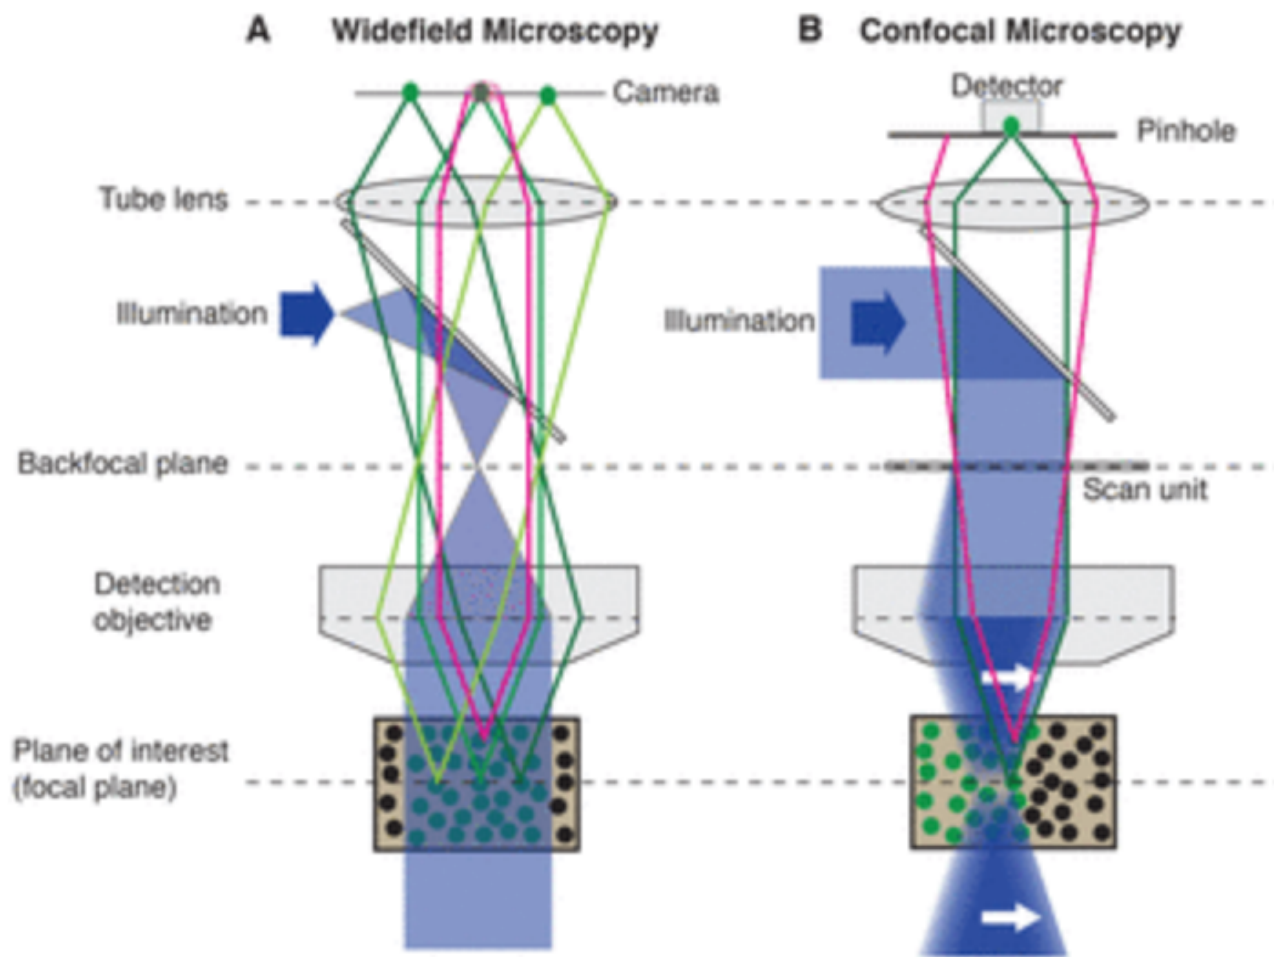 A Widefield Microscopy
Camera
Tube lens
Illumination
Backfocal plane
Detection
objective
Plane of interest
(focal plane)
B Confocal Microscopy
Detector
Pinhole
Illumination
Scan unit